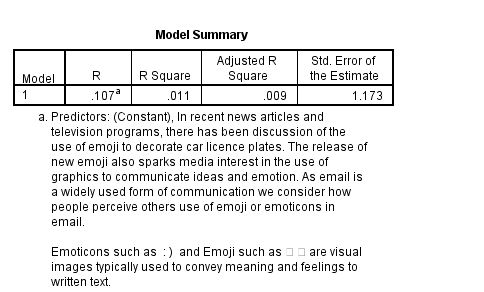 Model Summary
Model R R Square Adjusted R Square Std. Error of the Estimate
1 .107a .011 .009 1.173
a. Predictors: (Constant), In recent news articles and
television programs, there has been discussion of the
use of emoji to decorate car licence plates. The release of
new emoji also sparks media interest in the use of
graphics to communicate ideas and emotion. As email is
a widely used form of communication we consider how
people perceive others use of emoji or emoticons in
email.
Emoticons such as :) and Emoji such as □ □ are visual
images typically used to convey meaning and feelings to
written text.